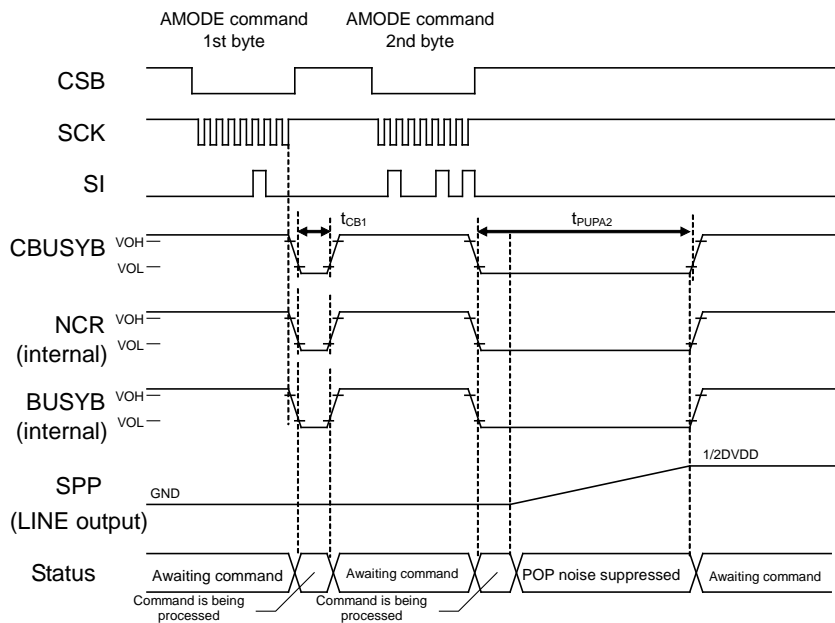 AMODE command
1st byte
AMODE command
2nd byte
CSB
SCK
SI
tCB1
tPUPA2
CBUSYB
VOH
VOL
NCR
(internal)
VOH
VOL
BUSYB
(internal)
VOH
VOL
SPP
(LINE output)
GND
1/2DVDD
Status
Awaiting command
Awaiting command
POP noise suppressed
Awaiting command
Command is being
processed
Command is being
processed